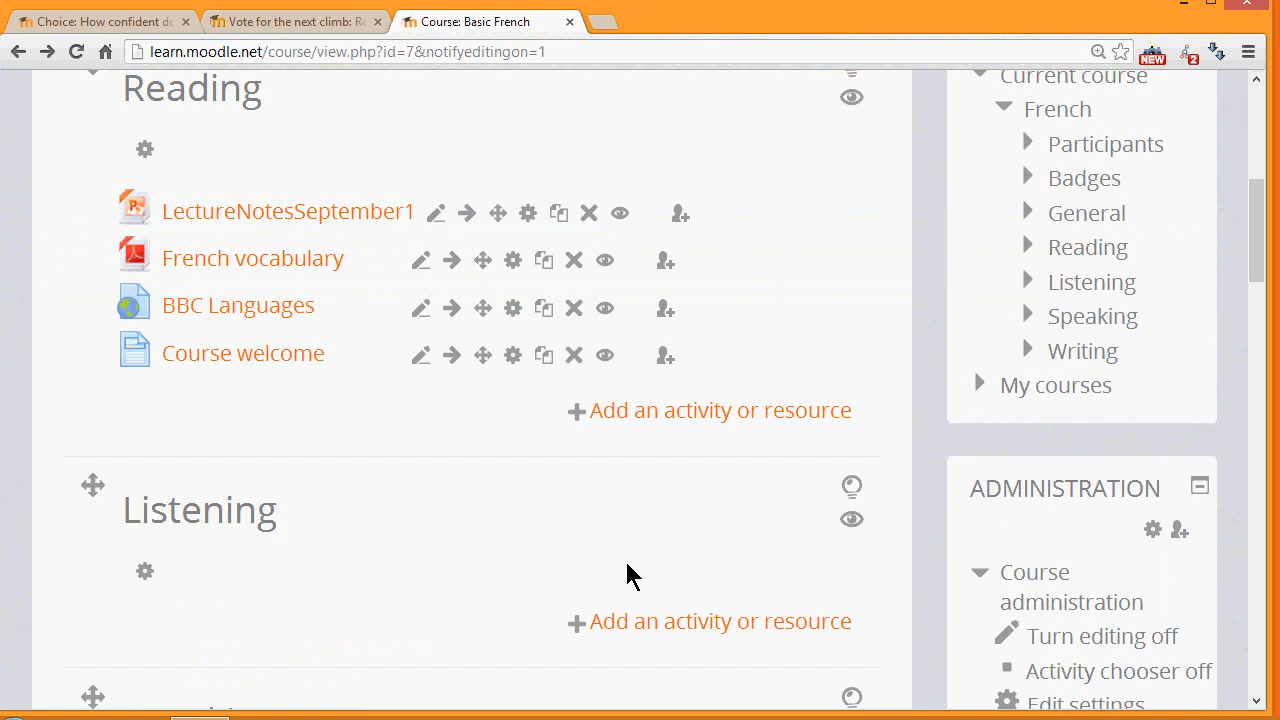 Choice: How confident do
Vote for the next climb: Re
Course: Basic French
learn.moodle.net/course/view.php?id=7&notifyeditingon=1
NEW
2
Reading
LectureNotesSeptember1
French vocabulary
BBC Languages
Course welcome
Add an activity or resource
Listening
Add an activity or resource
Current course
French
Participants
Badges
General
Reading
Listening
Speaking
Writing
My courses
ADMINISTRATION
Course
administration
Turn editing off
Activity chooser off
Edit settings